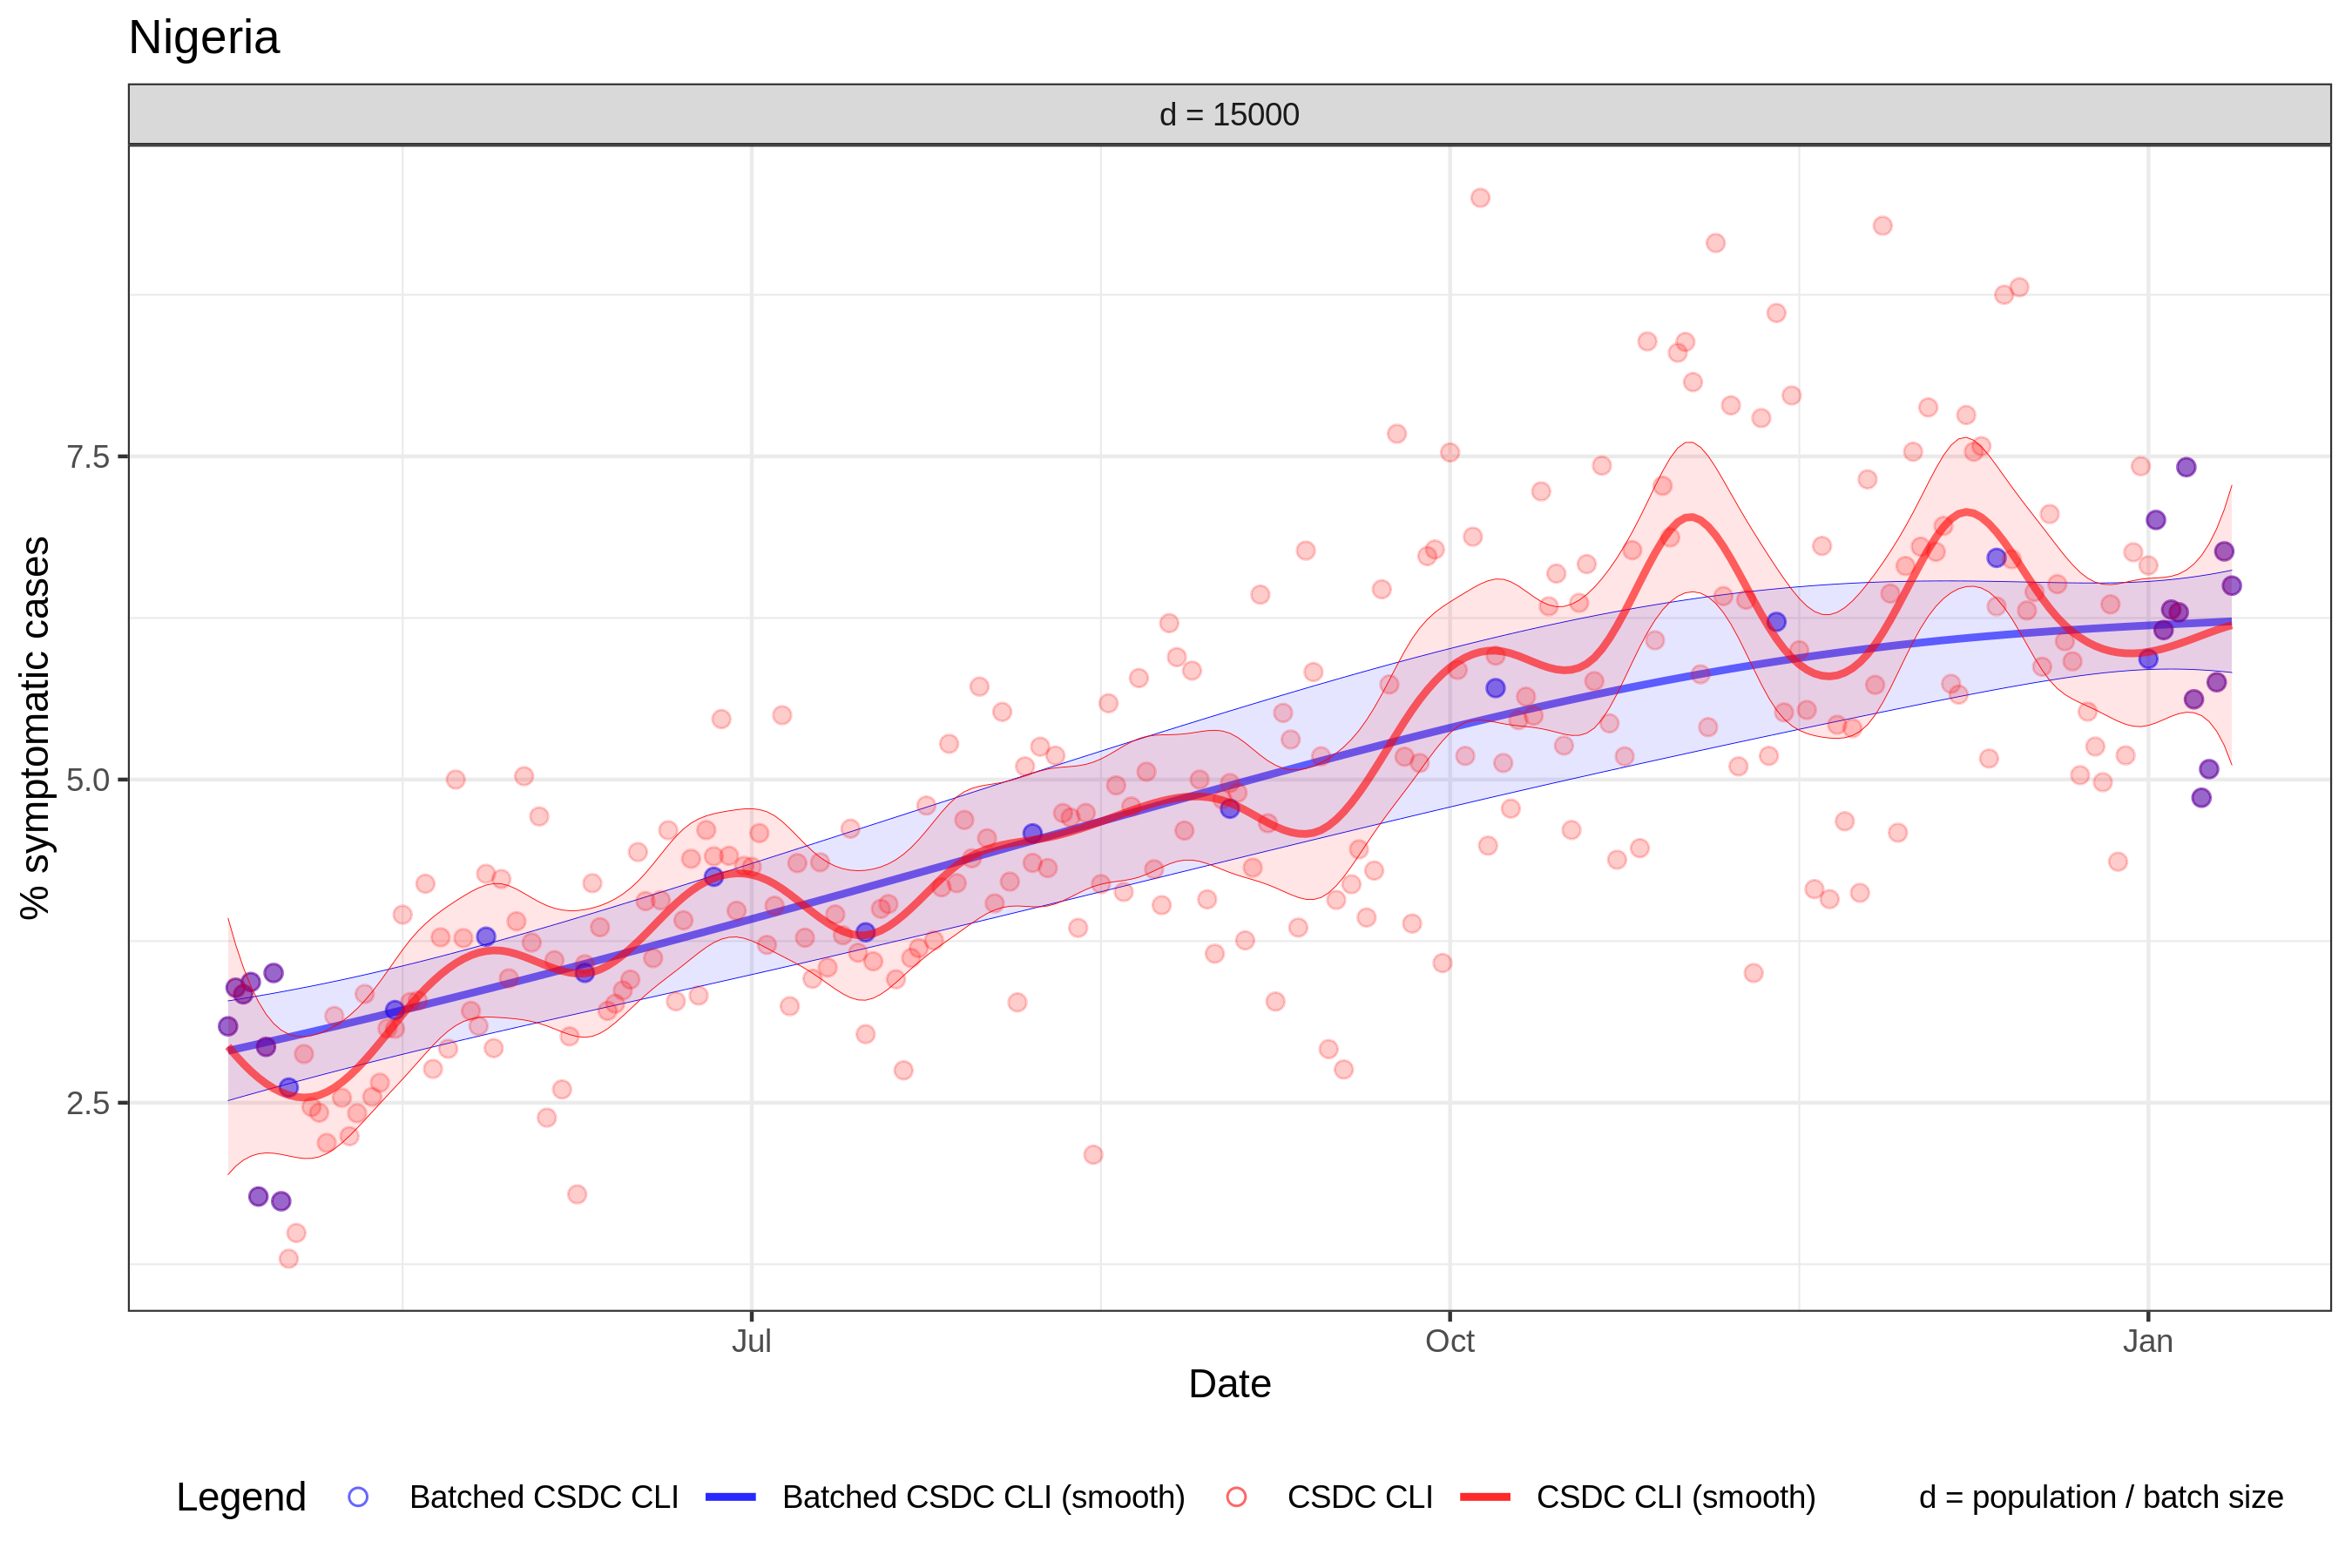 Nigeria
d = 15000
7.5
5.0
2.5
% symptomatic cases
Jul Oct Jan
Date
Legend Batched CSDC CLI Batched CSDC CLI (smooth) CSDC CLI CSDC CLI (smooth) d = population / batch size